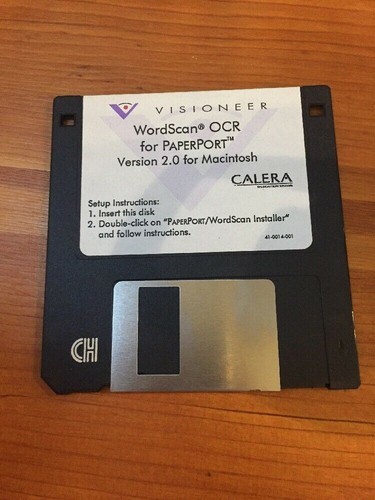 VISIONEER
WordScan® OCR
for PAPERPORT™
Version 2.0 for Macintosh
CALERA
Setup Instructions:
1. Insert this disk
2. Double-click on "PAPERPORT/WordScan Installer"
and follow instructions.
41-0014-001
CH